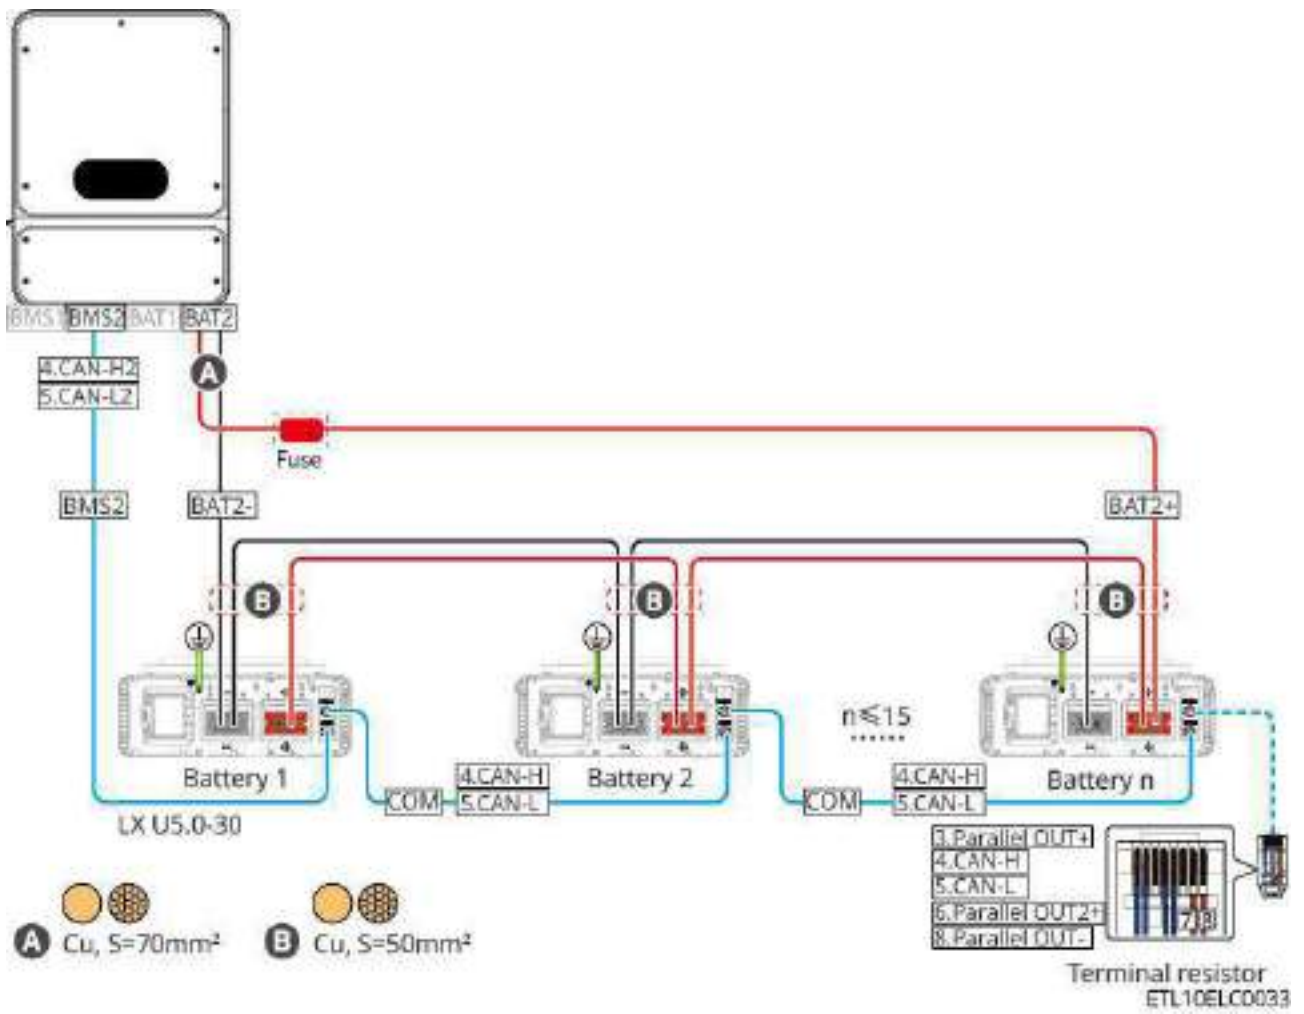 BMS1 BMS2 BAT1 BAT2
4.CAN-H2
5.CAN-L2
A
Fuse
BMS2
BAT2-
BAT2+
B
B
B
n≤15
Battery 1
Battery 2
Battery n
4.CAN-H
5.CAN-L
COM
4.CAN-H
5.CAN-L
COM
LX U5.0-30
3.Parallel OUT+
4.CAN-H
5.CAN-L
6.Parallel OUT2+
8.Parallel OUT-
A Cu, S=70mm²
B Cu, S=50mm²
Terminal resistor
ETL10ELC0033